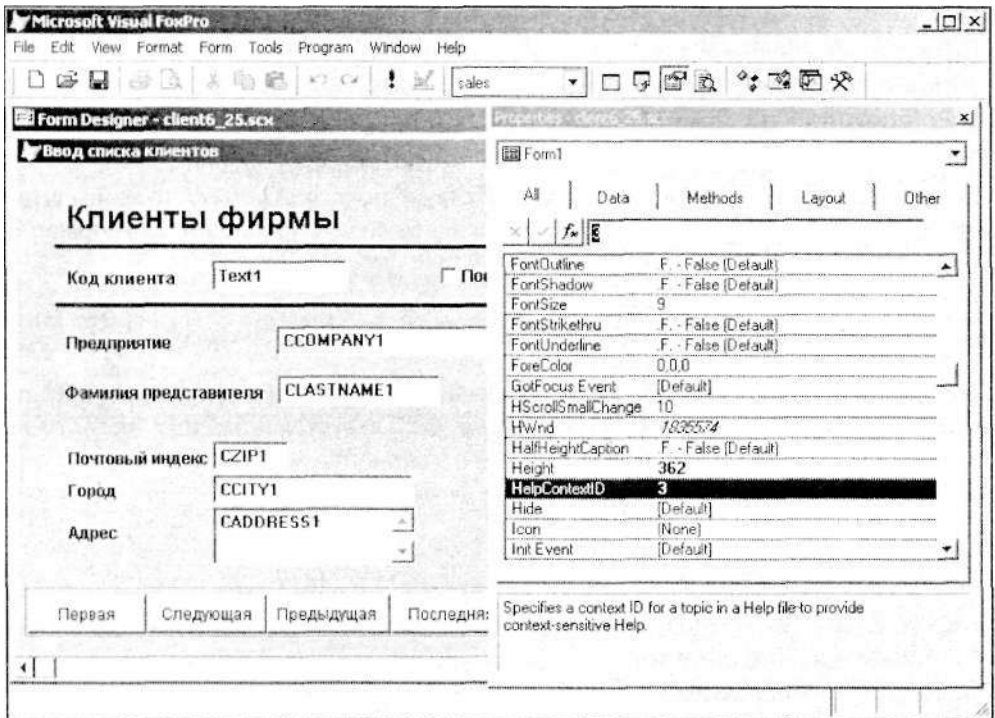 Microsoft Visual FoxPro
File Edit View Format Form Tools Program Window Help
sales
Form Designer - client6_25.scx
Properties - client6_25.scx
Ввод списка клиентов
Form1
All Data Methods Layout Other
Клиенты фирмы
3
Код клиента Text1
Предприятие CCOMPANY1
Фамилия представителя CLASTNAME1
Почтовый индекс CZIP1
Город CCITY1
Адрес CADDRESS1
Первая Следующая Предыдущая
FontOutline .F. - False (Default)
FontShadow .F. - False (Default)
FontSize 9
FontStrikethru .F. - False (Default)
FontUnderline .F. - False (Default)
ForeColor 0,0,0
GotFocus Event [Default]
HScrollSmallChange 10
HWnd 1835574
HalfHeightCaption .F. - False (Default)
Height 362
HelpContextID 3
Hide [Default]
Icon (None)
Init Event [Default]
Specifies a context ID for a topic in a Help file to provide
context-sensitive Help.